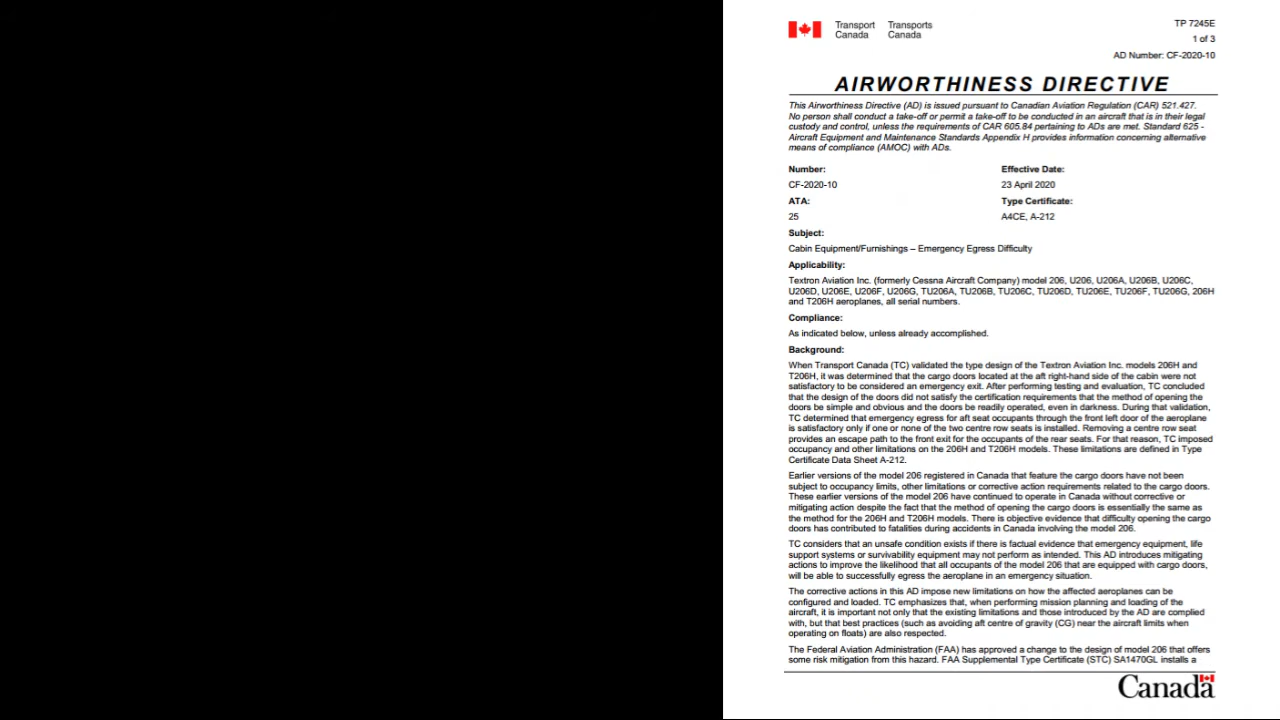 Transport Transports
Canada Canada
TP 7245E
1 of 3
AD Number: CF-2020-10
AIRWORTHINESS DIRECTIVE
This Airworthiness Directive (AD) is issued pursuant to Canadian Aviation Regulation (CAR) 521.427.
No person shall conduct a take-off or permit a take-off to be conducted in an aircraft that is in their legal
custody and control, unless the requirements of CAR 605.84 pertaining to ADs are met. Standard 625 -
Aircraft Equipment and Maintenance Standards Appendix H provides information concerning alternative
means of compliance (AMOC) with ADs.
Number: Effective Date:
CF-2020-10 23 April 2020
ATA: Type Certificate:
25 A4CE, A-212
Subject:
Cabin Equipment/Furnishings – Emergency Egress Difficulty
Applicability:
Textron Aviation Inc. (formerly Cessna Aircraft Company) model 206, U206, U206A, U206B, U206C,
U206D, U206E, U206F, U206G, TU206A, TU206B, TU206C, TU206D, TU206E, TU206F, TU206G, 206H
and T206H aeroplanes, all serial numbers.
Compliance:
As indicated below, unless already accomplished.
Background:
When Transport Canada (TC) validated the type design of the Textron Aviation Inc. models 206H and
T206H, it was determined that the cargo doors located at the aft right-hand side of the cabin were not
satisfactory to be considered an emergency exit. After performing testing and evaluation, TC concluded
that the design of the doors did not satisfy the certification requirements that the method of opening the
doors be simple and obvious and the doors be readily operated, even in darkness. During that validation,
TC determined that emergency egress for aft seat occupants through the front left door of the aeroplane
is satisfactory only if one or none of the two centre row seats is installed. Removing a centre row seat
provides an escape path to the front exit for the occupants of the rear seats. For that reason, TC imposed
occupancy and other limitations on the 206H and T206H models. These limitations are defined in Type
Certificate Data Sheet A-212.
Earlier versions of the model 206 registered in Canada that feature the cargo doors have not been
subject to occupancy limits, other limitations or corrective action requirements related to the cargo doors.
These earlier versions of the model 206 have continued to operate in Canada without corrective or
mitigating action despite the fact that the method of opening the cargo doors is essentially the same as
the method for the 206H and T206H models. There is objective evidence that difficulty opening the cargo
doors has contributed to fatalities during accidents in Canada involving the model 206.
TC considers that an unsafe condition exists if there is factual evidence that emergency equipment, life
support systems or survivability equipment may not perform as intended. This AD introduces mitigating
actions to improve the likelihood that all occupants of the model 206 that are equipped with cargo doors,
will be able to successfully egress the aeroplane in an emergency situation.
The corrective actions in this AD impose new limitations on how the affected aeroplanes can be
configured and loaded. TC emphasizes that, when performing mission planning and loading of the
aircraft, it is important not only that the existing limitations and those introduced by the AD are complied
with, but that best practices (such as avoiding aft centre of gravity (CG) near the aircraft limits when
operating on floats) are also respected.
The Federal Aviation Administration (FAA) has approved a change to the design of model 206 that offers
some risk mitigation from this hazard. FAA Supplemental Type Certificate (STC) SA1470GL installs a
Canada